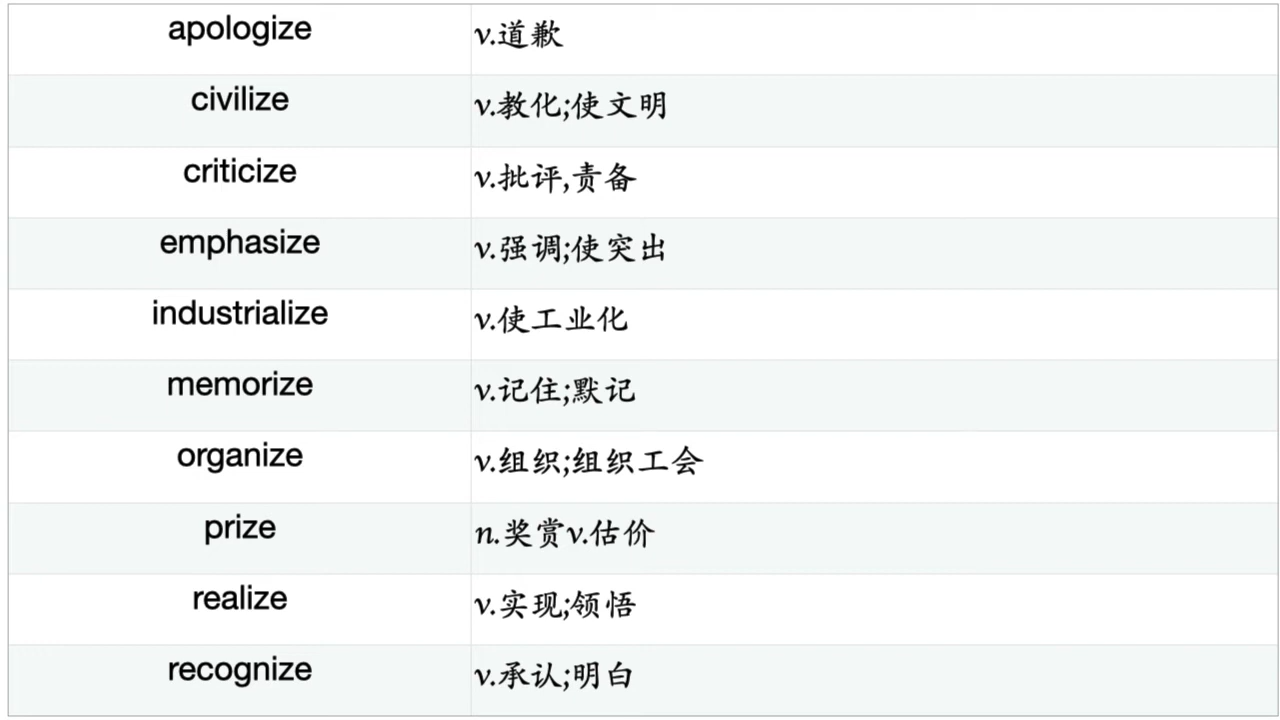 apologize v.道歉
civilize v.教化;使文明
criticize v.批评,责备
emphasize v.强调;使突出
industrialize v.使工业化
memorize v.记住;默记
organize v.组织;组织工会
prize n.奖赏v.估价
realize v.实现;领悟
recognize v.承认;明白